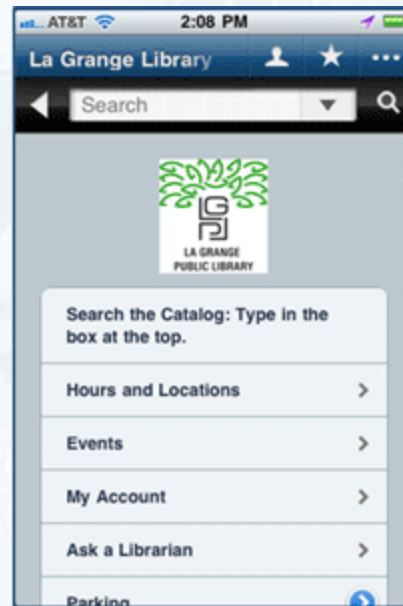 AT&T 2:08 PM
La Grange Library
Search
LA GRANGE
PUBLIC LIBRARY
Search the Catalog: Type in the
box at the top.
Hours and Locations
Events
My Account
Ask a Librarian
Parking